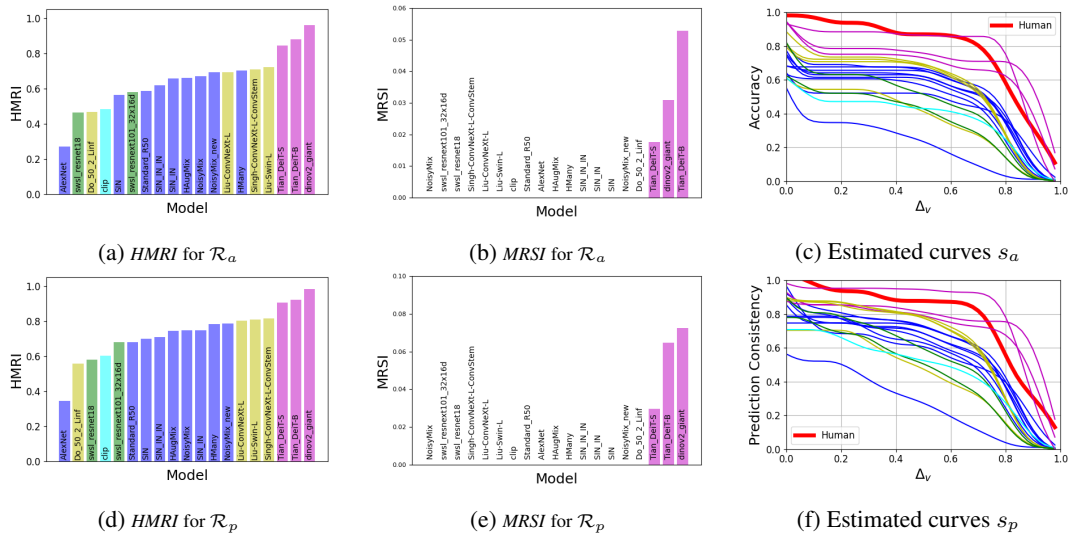 1.0
0.8
0.6
0.4
0.2
0.0
HMRI
AlexNet
swsl_resnet18
Do_50_2_Linf
clip
SIN
swsl_resnext101_32x16d
Standard_R50
SIN_IN_IN
SIN_IN
HAugMix
NoisyMix
NoisyMix_new
Liu-ConvNeXt-L
HMany
Singh-ConvNeXt-L-ConvStem
Liu-Swin-L
Tian_DeiT-S
Tian_DeiT-B
dinov2_giant
Model
(a) HMRI for ℛₐ
0.06
0.05
0.03
0.01
0.00
MRSI
NoisyMix
swsl_resnext101_32x16d
swsl_resnet18
Singh-ConvNeXt-L-ConvStem
Liu-ConvNeXt-L
Liu-Swin-L
clip
Standard_R50
AlexNet
HAugMix
HMany
SIN_IN_IN
SIN_IN
SIN
NoisyMix_new
Do_50_2_Linf
Tian_DeiT-S
dinov2_giant
Tian_DeiT-B
Model
(b) MRSI for ℛₐ
1.0
0.8
0.6
0.4
0.2
0.0
Accuracy
Human
0.0 0.2 0.4 0.6 0.8 1.0
Δᵥ
(c) Estimated curves sₐ
1.0
0.8
0.6
0.4
0.2
0.0
HMRI
AlexNet
Do_50_2_Linf
swsl_resnet18
clip
swsl_resnext101_32x16d
Standard_R50
SIN
SIN_IN_IN
HAugMix
NoisyMix
SIN_IN
HMany
NoisyMix_new
Liu-ConvNeXt-L
Liu-Swin-L
Singh-ConvNeXt-L-ConvStem
Tian_DeiT-S
Tian_DeiT-B
dinov2_giant
Model
(d) HMRI for ℛₚ
0.10
0.08
0.06
0.04
0.02
0.00
MRSI
NoisyMix
swsl_resnext101_32x16d
swsl_resnet18
Singh-ConvNeXt-L-ConvStem
Liu-ConvNeXt-L
Liu-Swin-L
clip
Standard_R50
AlexNet
HAugMix
HMany
SIN_IN_IN
SIN_IN
SIN
NoisyMix_new
Do_50_2_Linf
Tian_DeiT-S
Tian_DeiT-B
dinov2_giant
Model
(e) MRSI for ℛₚ
1.0
0.8
0.6
0.4
0.2
0.0
Prediction Consistency
Human
0.0 0.2 0.4 0.6 0.8 1.0
Δᵥ
(f) Estimated curves sₚ